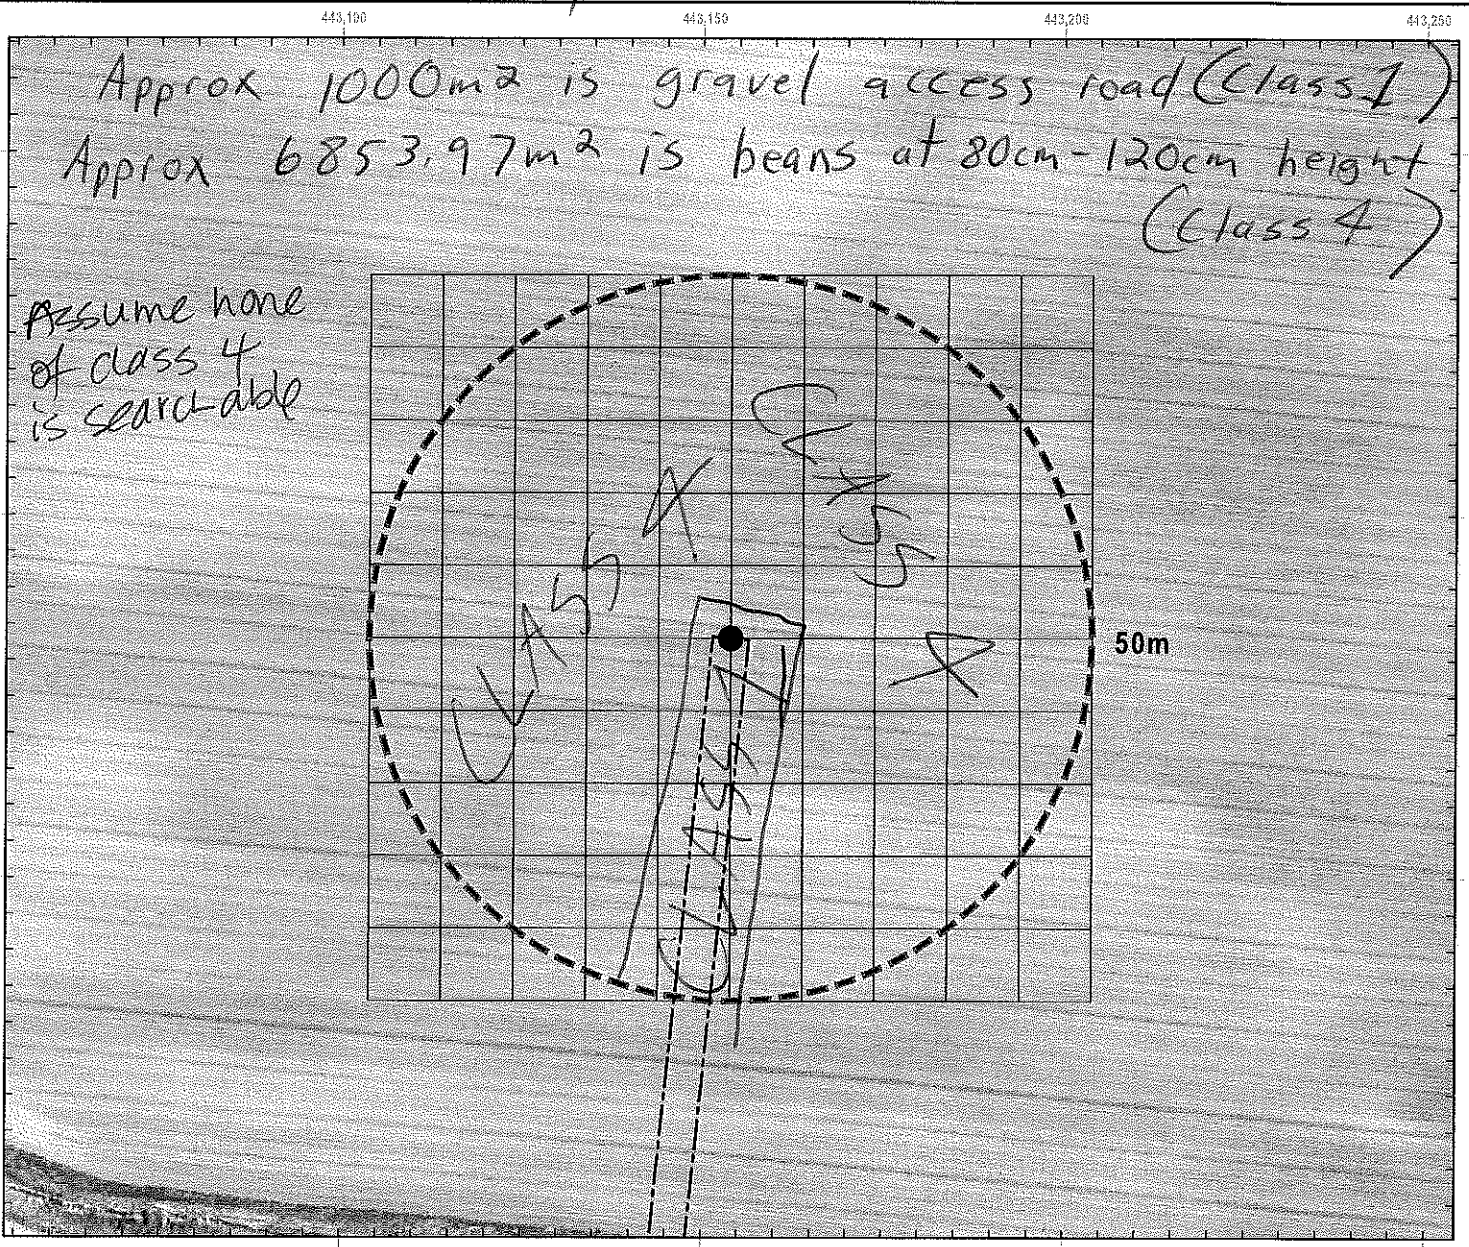 443,100 443,150 443,200 443,250
Approx 1000m2 is gravel access road (Class 1)
Approx 6853.97m2 is beans at 80cm-120cm height
(Class 4)
Assume none
of class 4
is searchable
CLASS 4
CLASS 4
50m
CLASS 1